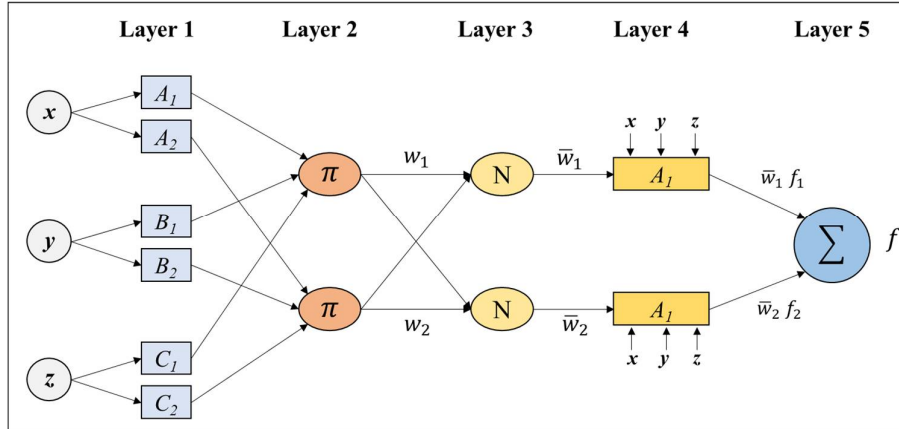 Layer 1 Layer 2 Layer 3 Layer 4 Layer 5
x
A1
A2
y
B1
B2
z
C1
C2
π
π
w1
w2
N
N
w̅1
w̅2
x y z
A1
A1
x y z
w̅1 f1
w̅2 f2
∑
f